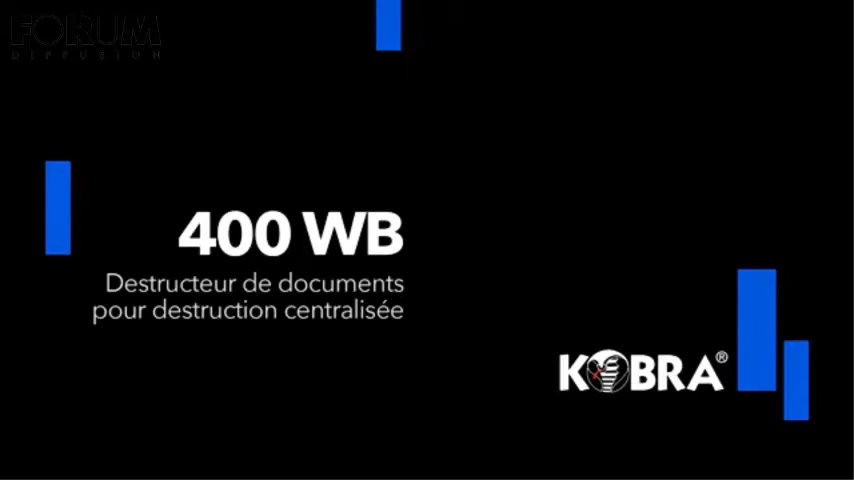 FORUM
DIFFUSION
400 WB
Destructeur de documents
pour destruction centralisée
KOBRA®